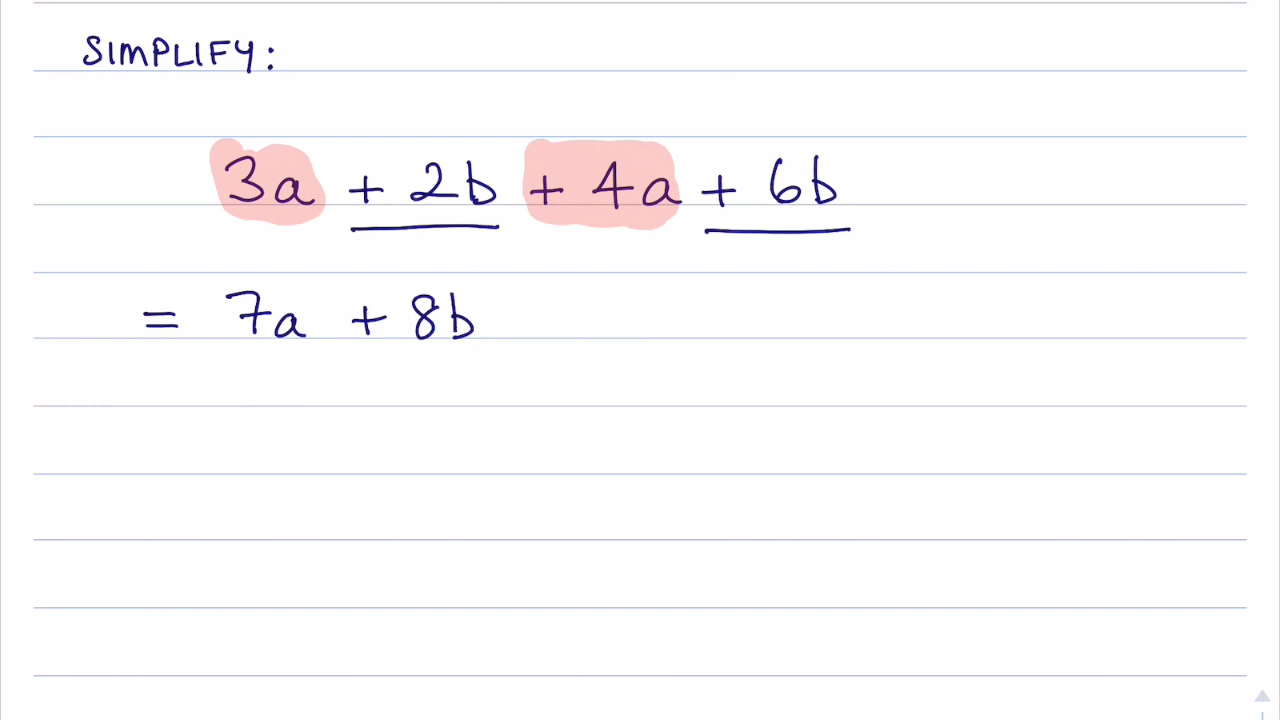 SIMPLIFY:
3a + 2b + 4a + 6b
= 7a + 8b